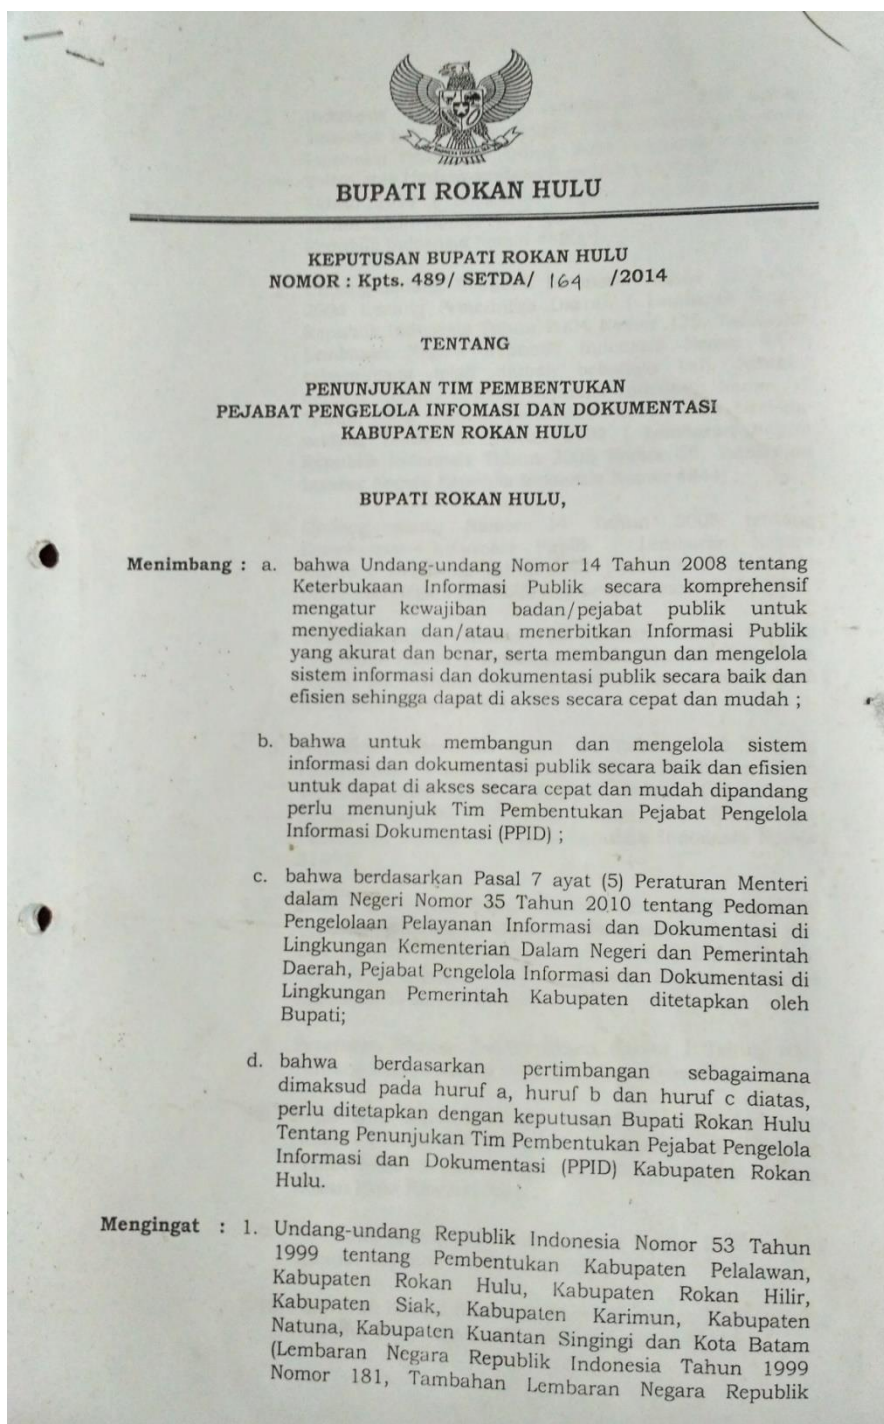 BUPATI ROKAN HULU
KEPUTUSAN BUPATI ROKAN HULU
NOMOR : Kpts. 489/ SETDA/ 164 /2014
TENTANG
PENUNJUKAN TIM PEMBENTUKAN
PEJABAT PENGELOLA INFOMASI DAN DOKUMENTASI
KABUPATEN ROKAN HULU
BUPATI ROKAN HULU,
Menimbang : a. bahwa Undang-undang Nomor 14 Tahun 2008 tentang
Keterbukaan Informasi Publik secara komprehensif
mengatur kewajiban badan/pejabat publik untuk
menyediakan dan/atau menerbitkan Informasi Publik
yang akurat dan benar, serta membangun dan mengelola
sistem informasi dan dokumentasi publik secara baik dan
efisien sehingga dapat di akses secara cepat dan mudah ;
b. bahwa untuk membangun dan mengelola sistem
informasi dan dokumentasi publik secara baik dan efisien
untuk dapat di akses secara cepat dan mudah dipandang
perlu menunjuk Tim Pembentukan Pejabat Pengelola
Informasi Dokumentasi (PPID) ;
c. bahwa berdasarkan Pasal 7 ayat (5) Peraturan Menteri
dalam Negeri Nomor 35 Tahun 2010 tentang Pedoman
Pengelolaan Pelayanan Informasi dan Dokumentasi di
Lingkungan Kementerian Dalam Negeri dan Pemerintah
Daerah, Pejabat Pengelola Informasi dan Dokumentasi di
Lingkungan Pemerintah Kabupaten ditetapkan oleh
Bupati;
d. bahwa berdasarkan pertimbangan sebagaimana
dimaksud pada huruf a, huruf b dan huruf c diatas,
perlu ditetapkan dengan keputusan Bupati Rokan Hulu
Tentang Penunjukan Tim Pembentukan Pejabat Pengelola
Informasi dan Dokumentasi (PPID) Kabupaten Rokan
Hulu.
Mengingat : 1. Undang-undang Republik Indonesia Nomor 53 Tahun
1999 tentang Pembentukan Kabupaten Pelalawan,
Kabupaten Rokan Hulu, Kabupaten Rokan Hilir,
Kabupaten Siak, Kabupaten Karimun, Kabupaten
Natuna, Kabupaten Kuantan Singingi dan Kota Batam
(Lembaran Negara Republik Indonesia Tahun 1999
Nomor 181, Tambahan Lembaran Negara Republik